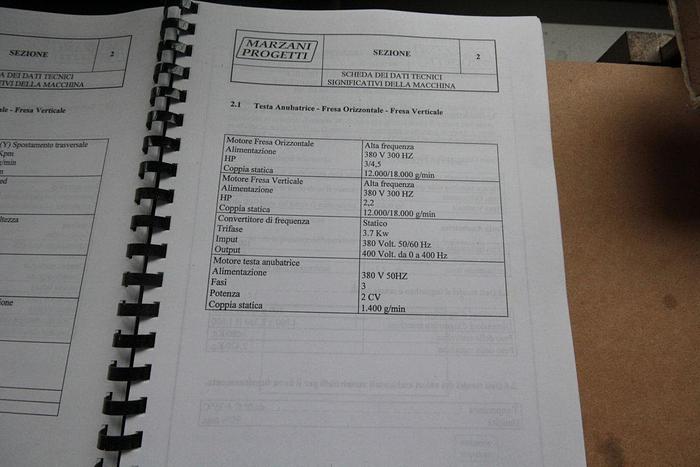 SEZIONE 2
A DEI DATI TECNICI
TIVI DELLA MACCHINA
ale - Fresa Verticale
(Y) Spostamento trasversale
Kpm
/min
MARZANI
PROGETTI
SEZIONE 2
SCHEDA DEI DATI TECNICI
SIGNIFICATIVI DELLA MACCHINA
2.1 Testa Anubatrice - Fresa Orizzontale - Fresa Verticale
Motore Fresa Orizzontale Alta frequenza
Alimentazione 380 V 300 HZ
HP 3/4,5
Coppia statica 12.000/18.000 g/min
Motore Fresa Verticale Alta frequenza
Alimentazione 380 V 300 HZ
HP 2,2
Coppia statica 12.000/18.000 g/min
Convertitore di frequenza Statico
Trifase 3.7 Kw
Imput 380 Volt. 50/60 Hz
Output 400 Volt. da 0 a 400 Hz
Motore testa anubatrice
Alimentazione 380 V 50HZ
Fasi 3
Potenza 2 CV
Coppia statica 1.400 g/min